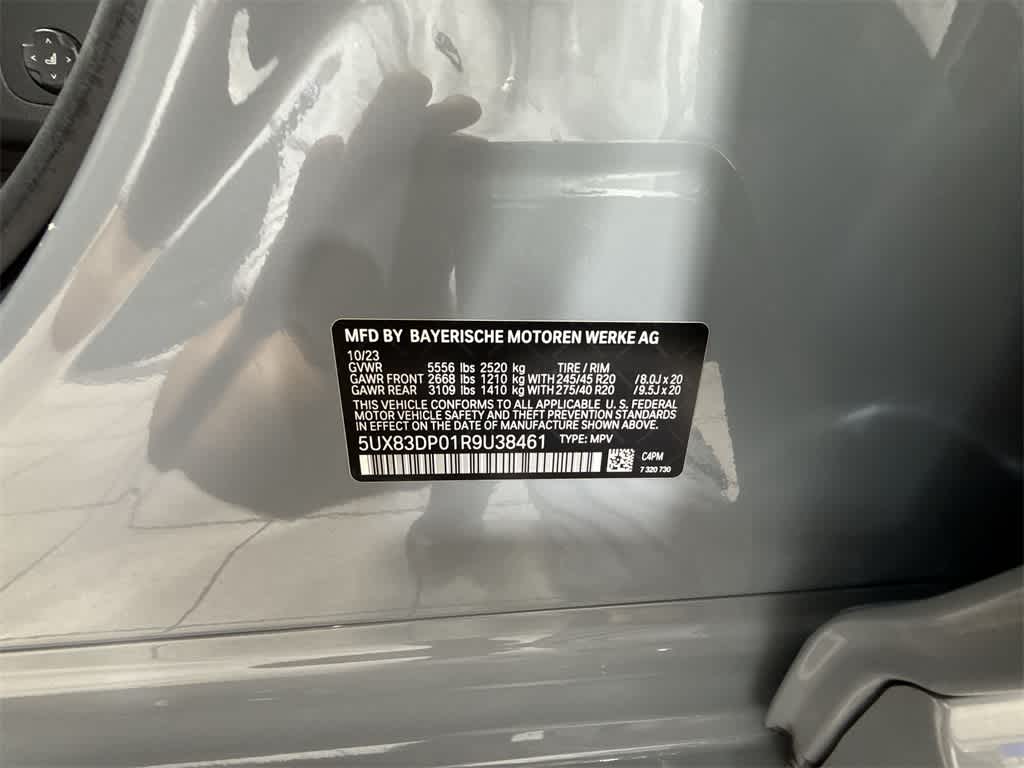 MFD BY BAYERISCHE MOTOREN WERKE AG
10/23
GVWR 5556 lbs 2520 kg TIRE / RIM
GAWR FRONT 2668 lbs 1210 kg WITH 245/45 R20 /8.0J x 20
GAWR REAR 3109 lbs 1410 kg WITH 275/40 R20 /9.5J x 20
THIS VEHICLE CONFORMS TO ALL APPLICABLE U. S. FEDERAL
MOTOR VEHICLE SAFETY AND THEFT PREVENTION STANDARDS
IN EFFECT ON THE DATE OF MANUFACTURE SHOWN ABOVE.
5UX83DP01R9U38461 TYPE: MPV
C4PM
7 320 730